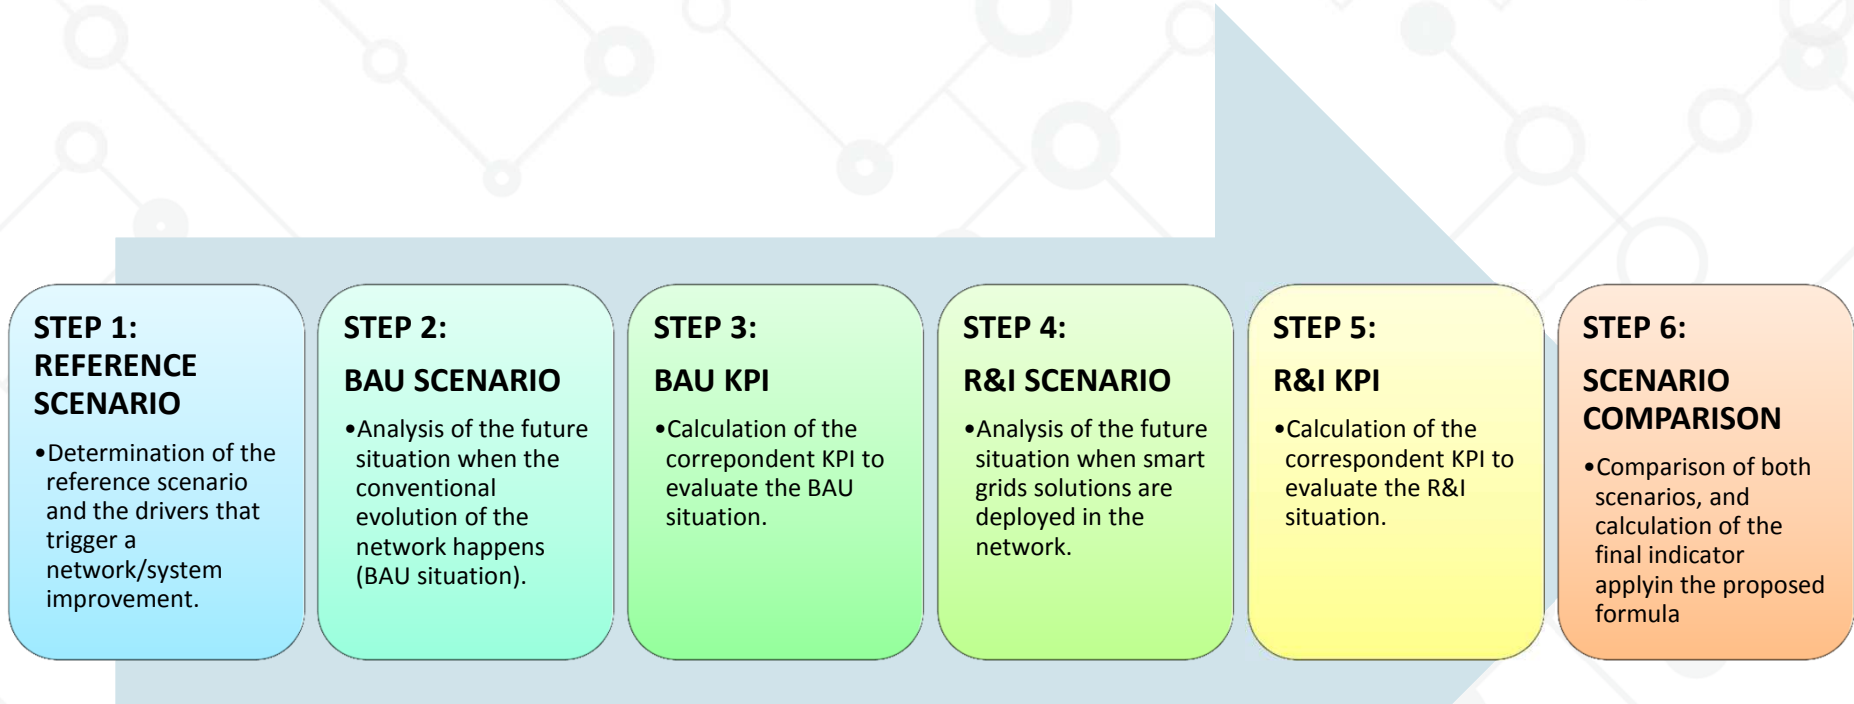 STEP 1:
REFERENCE
SCENARIO
•Determination of the
reference scenario
and the drivers that
trigger a
network/system
improvement.
STEP 2:
BAU SCENARIO
•Analysis of the future
situation when the
conventional
evolution of the
network happens
(BAU situation).
STEP 3:
BAU KPI
•Calculation of the
correpondent KPI to
evaluate the BAU
situation.
STEP 4:
R&I SCENARIO
•Analysis of the future
situation when smart
grids solutions are
deployed in the
network.
STEP 5:
R&I KPI
•Calculation of the
correspondent KPI to
evaluate the R&I
situation.
STEP 6:
SCENARIO
COMPARISON
•Comparison of both
scenarios, and
calculation of the
final indicator
applyin the proposed
formula